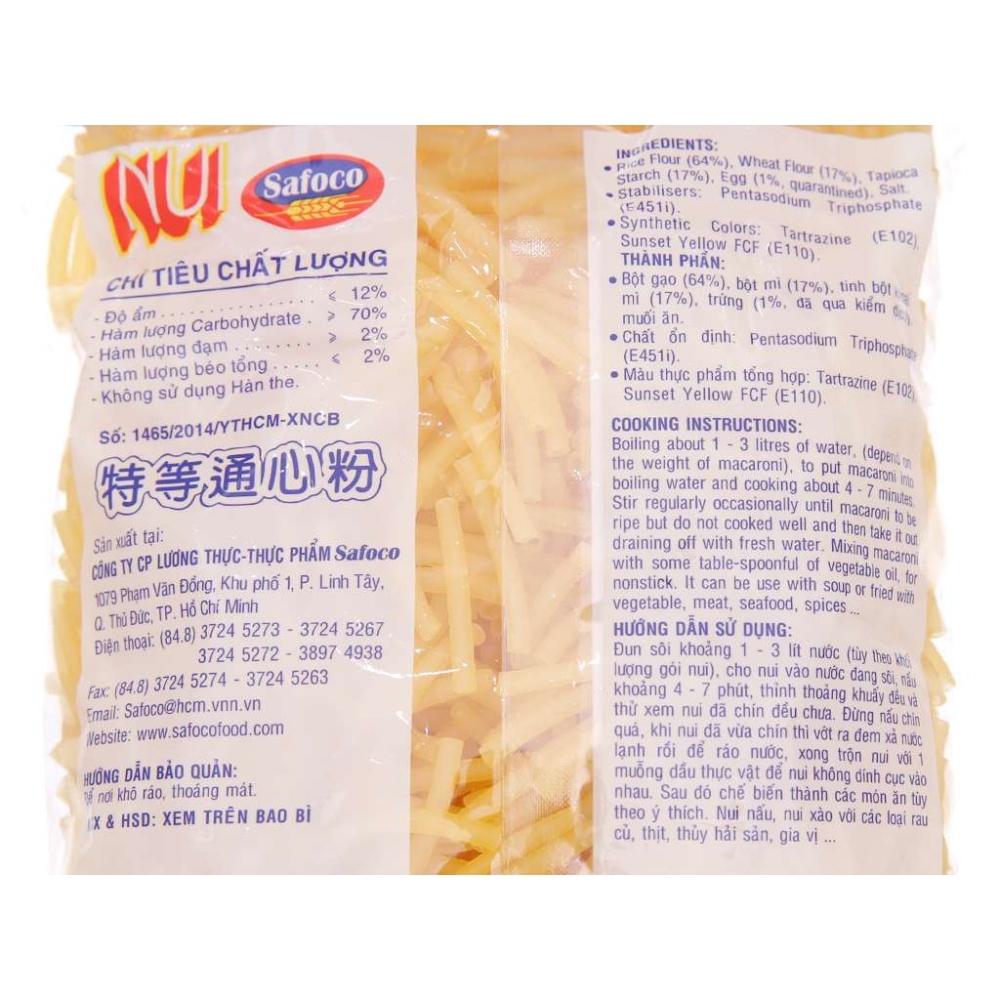 NUI
Safoco
CHỈ TIÊU CHẤT LƯỢNG
- Độ ẩm . . . . . . . . . . . . . . . . ⩽ 12%
- Hàm lượng Carbohydrate . ⩾ 70%
- Hàm lượng đạm . . . . . . . . ⩾ 2%
- Hàm lượng béo tổng . . . . . ⩽ 2%
- Không sử dụng Hàn the.
Số: 1465/2014/YTHCM-XNCB
特等通心粉
Sản xuất tại:
CÔNG TY CP LƯƠNG THỰC-THỰC PHẨM Safoco
1079 Phạm Văn Đồng, Khu phố 1, P. Linh Tây,
Q. Thủ Đức, TP. Hồ Chí Minh
Điện thoại: (84.8) 3724 5273 - 3724 5267
3724 5272 - 3897 4938
Fax: (84.8) 3724 5274 - 3724 5263
Email: Safoco@hcm.vnn.vn
Website: www.safocofood.com
HƯỚNG DẪN BẢO QUẢN:
Để nơi khô ráo, thoáng mát.
& HSD: XEM TRÊN BAO BÌ
INGREDIENTS:
• Rice Flour (64%), Wheat Flour (17%), Tapioca
Starch (17%), Egg (1%, quarantined), Salt.
• Stabilisers: Pentasodium Triphosphate
(E451i).
• Synthetic Colors: Tartrazine (E102),
Sunset Yellow FCF (E110).
THÀNH PHẦN:
• Bột gạo (64%), bột mì (17%), tinh bột
mì (17%), trứng (1%, đã qua kiểm
muối ăn.
• Chất ổn định: Pentasodium Triphosphate
(E451i).
• Màu thực phẩm tổng hợp: Tartrazine (E102),
Sunset Yellow FCF (E110).
COOKING INSTRUCTIONS:
Boiling about 1 - 3 litres of water, (depend on
the weight of macaroni), to put macaroni into
boiling water and cooking about 4 - 7 minutes.
Stir regularly occasionally until macaroni to be
ripe but do not cooked well and then take it out
draining off with fresh water. Mixing macaroni
with some table-spoonful of vegetable oil, for
nonstick. It can be use with soup or fried with
vegetable, meat, seafood, spices ...
HƯỚNG DẪN SỬ DỤNG:
Đun sôi khoảng 1 - 3 lít nước (tùy theo khối
lượng gói nui), cho nui vào nước đang sôi, nấu
khoảng 4 - 7 phút, thỉnh thoảng khuấy đều và
thử xem nui đã chín đều chưa. Đừng nấu chín
quá, khi nui đã vừa chín thì vớt ra đem xả nước
lạnh rồi để ráo nước, xong trộn nui với 1
muỗng dầu thực vật để nui không dính cục vào
nhau. Sau đó chế biến thành các món ăn tùy
theo ý thích. Nui nấu, nui xào với các loại rau
củ, thịt, thủy hải sản, gia vị ...